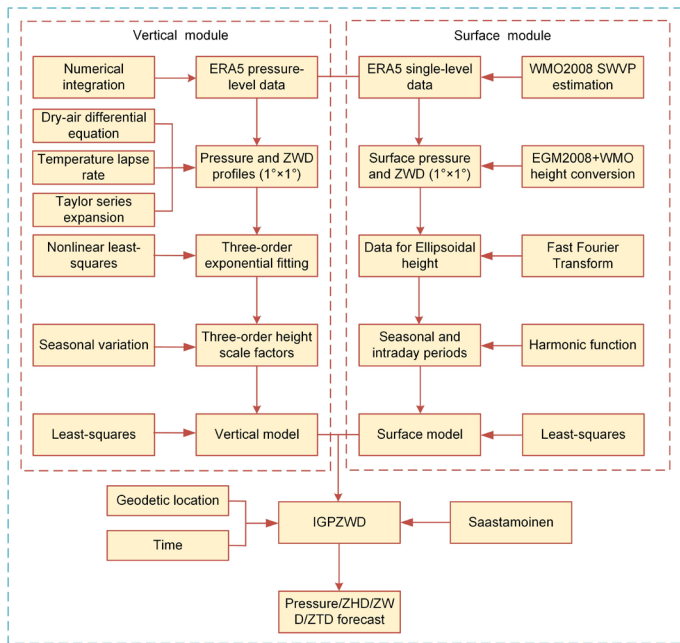 Vertical module
Surface module
Numerical
integration
ERA5 pressure-
level data
ERA5 single-level
data
WMO2008 SWVP
estimation
Dry-air differential
equation
Temperature lapse
rate
Taylor series
expansion
Pressure and ZWD
profiles (1°×1°)
Surface pressure
and ZWD (1°×1°)
EGM2008+WMO
height conversion
Nonlinear least-
squares
Three-order
exponential fitting
Data for Ellipsoidal
height
Fast Fourier
Transform
Seasonal variation
Three-order height
scale factors
Seasonal and
intraday periods
Harmonic function
Least-squares
Vertical model
Surface model
Least-squares
Geodetic location
Time
IGPZWD
Saastamoinen
Pressure/ZHD/ZW
D/ZTD forecast